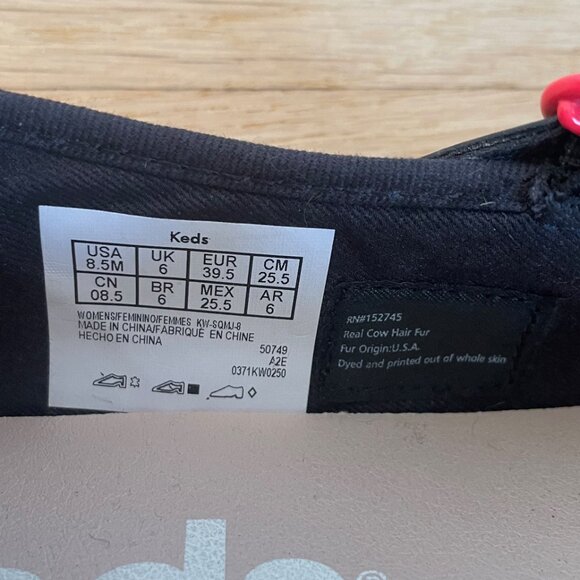 Keds
USA UK EUR CM
8.5M 6 39.5 25.5
CN BR MEX AR
08.5 6 25.5 6
WOMENS/FEMININO/FEMMES KW-SQMJ-8
MADE IN CHINA/FABRIQUÉ EN CHINE
HECHO EN CHINA
50749
A2E
0371KW0250
RN#152745
Real Cow Hair Fur
Fur Origin:U.S.A.
Dyed and printed out of whole skin